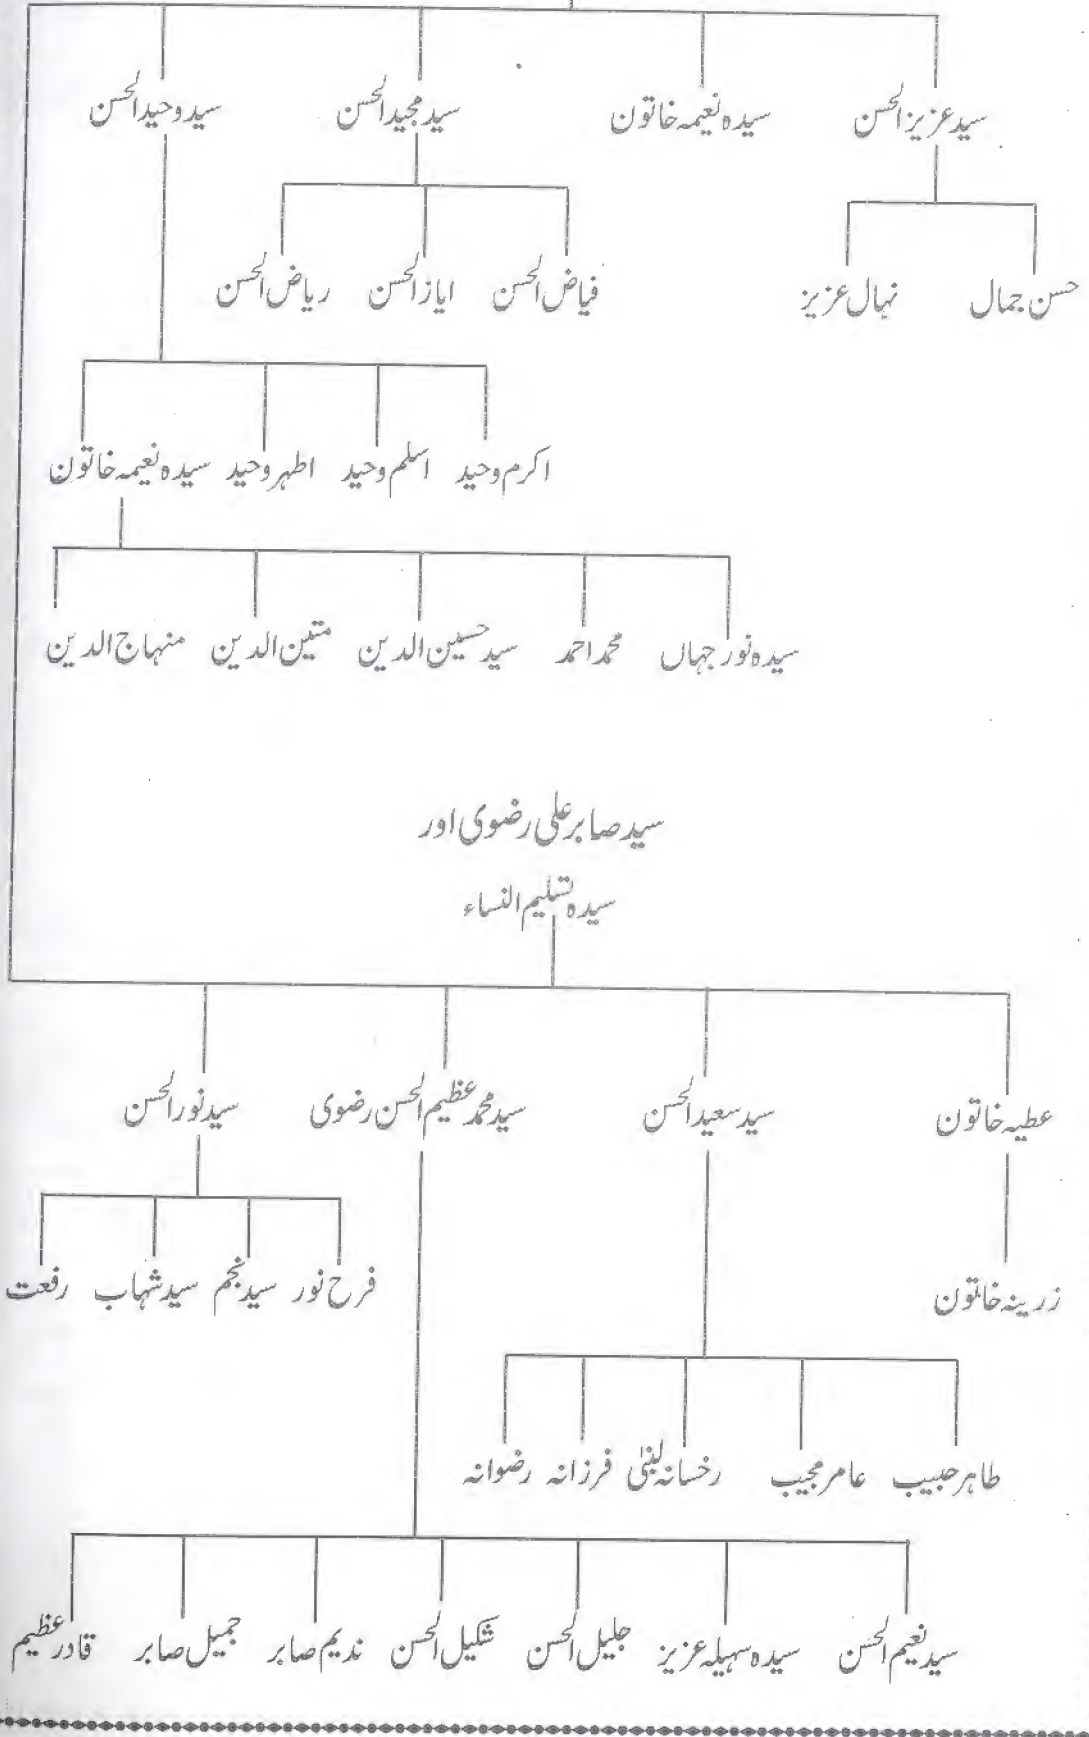 سید عزیز الحسن سیدہ نعیمہ خاتون سید مجید الحسن سید وحید الحسن
حسن جمال نہال عزیز فیاض الحسن ایاز الحسن ریاض الحسن
اکرم وحید اسلم وحید اطہر وحید سیدہ نعیمہ خاتون
سیدہ نور جہاں محمد احمد سید حسین الدین متین الدین منہاج الدین
سید صابر علی رضوی اور
سیدہ تسلیم النساء
عطیہ خاتون سید سعید الحسن سید محمد عظیم الحسن رضوی سید نور الحسن
زرینہ خاتون فرح نور سید نجم سید شہاب رفعت
طاہر حبیب عامر مجیب رخسانہ لبنیٰ فرزانہ رضوانہ
سید نعیم الحسن سیدہ سہیلہ عزیز جلیل الحسن شکیل الحسن ندیم صابر جمیل صابر قادر عظیم